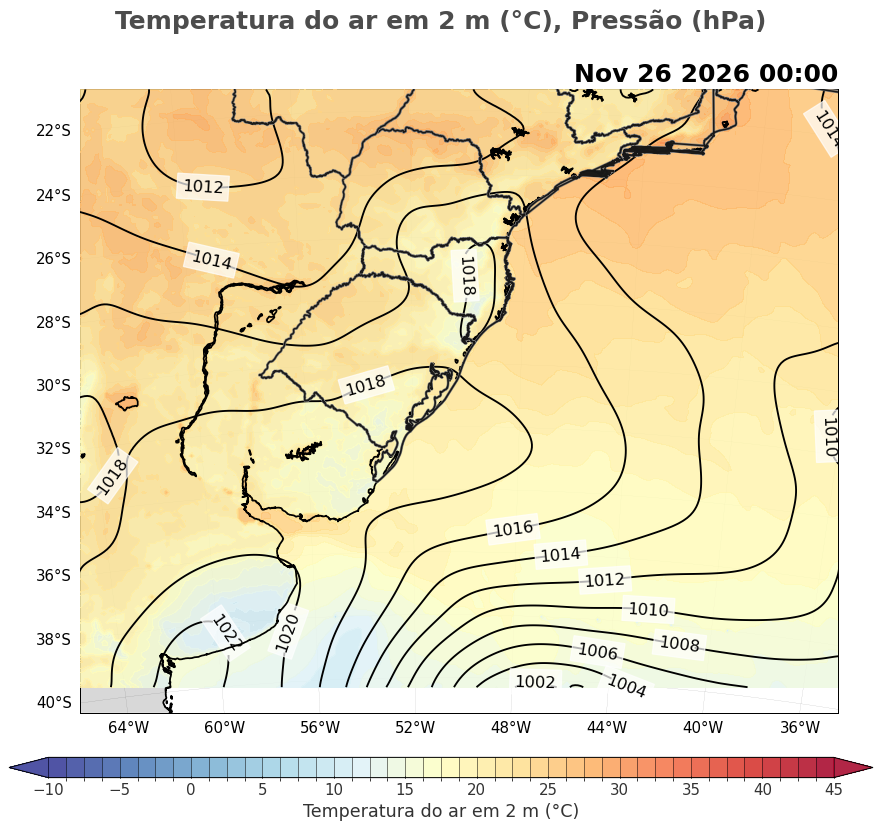 Temperatura do ar em 2 m (°C), Pressão (hPa)
Nov 26 2026 00:00
22°S
24°S
26°S
28°S
30°S
32°S
34°S
36°S
38°S
40°S
1014
1012
1014
1018
1018
1010
1018
1016
1014
1012
1010
1022
1020
1008
1006
1002
1004
64°W 60°W 56°W 52°W 48°W 44°W 40°W 36°W
−10 −5 0 5 10 15 20 25 30 35 40 45
Temperatura do ar em 2 m (°C)